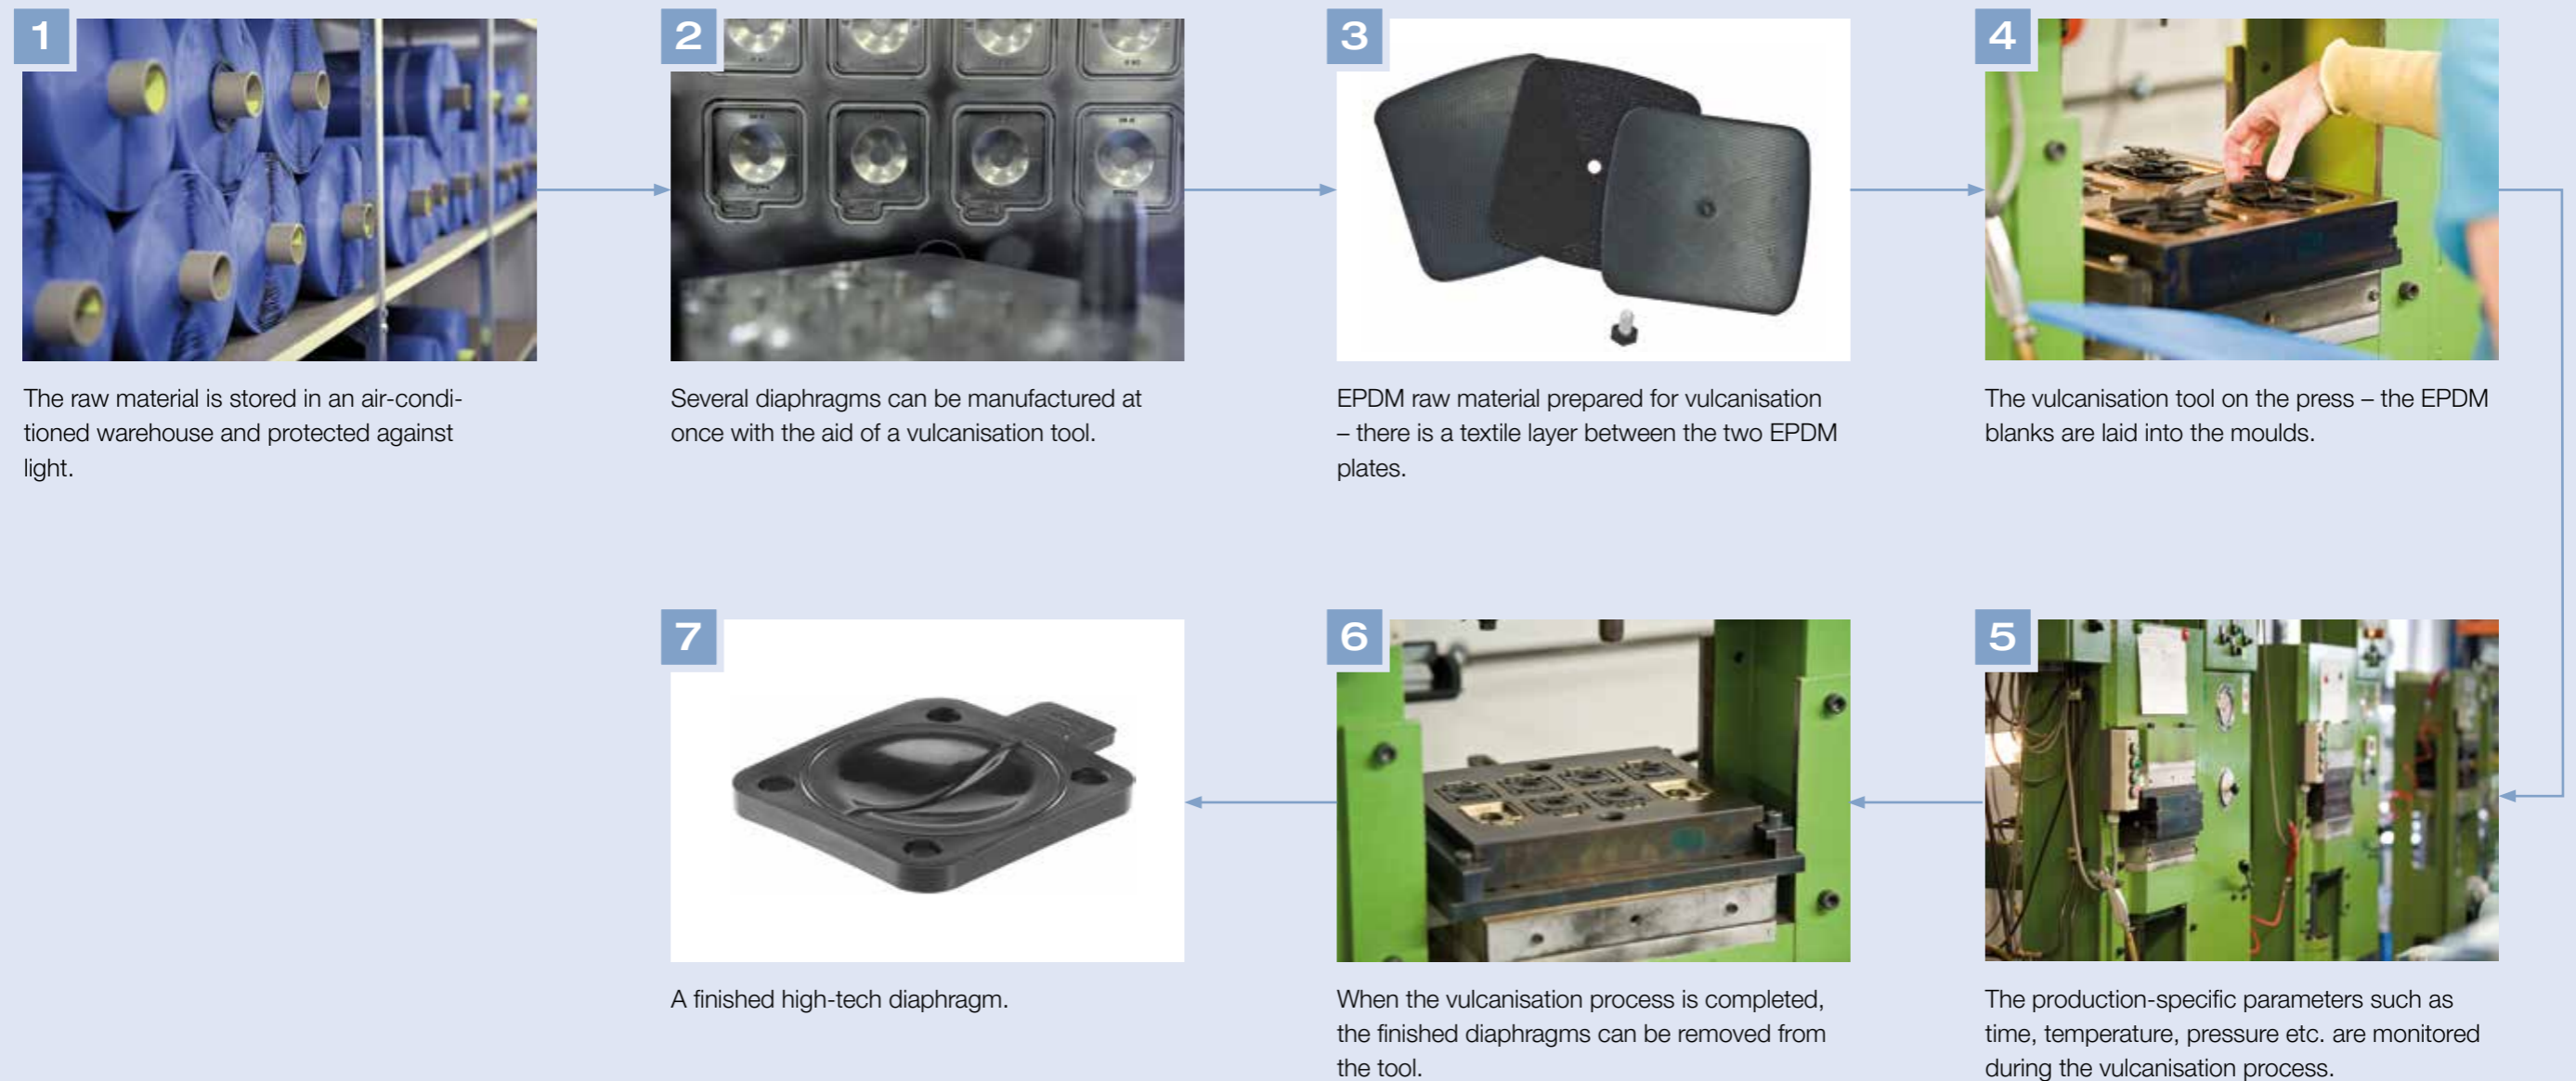 1
The raw material is stored in an air-condi-
tioned warehouse and protected against
light.
2
Several diaphragms can be manufactured at
once with the aid of a vulcanisation tool.
3
EPDM raw material prepared for vulcanisation
– there is a textile layer between the two EPDM
plates.
4
The vulcanisation tool on the press – the EPDM
blanks are laid into the moulds.
5
The production-specific parameters such as
time, temperature, pressure etc. are monitored
during the vulcanisation process.
6
When the vulcanisation process is completed,
the finished diaphragms can be removed from
the tool.
7
A finished high-tech diaphragm.